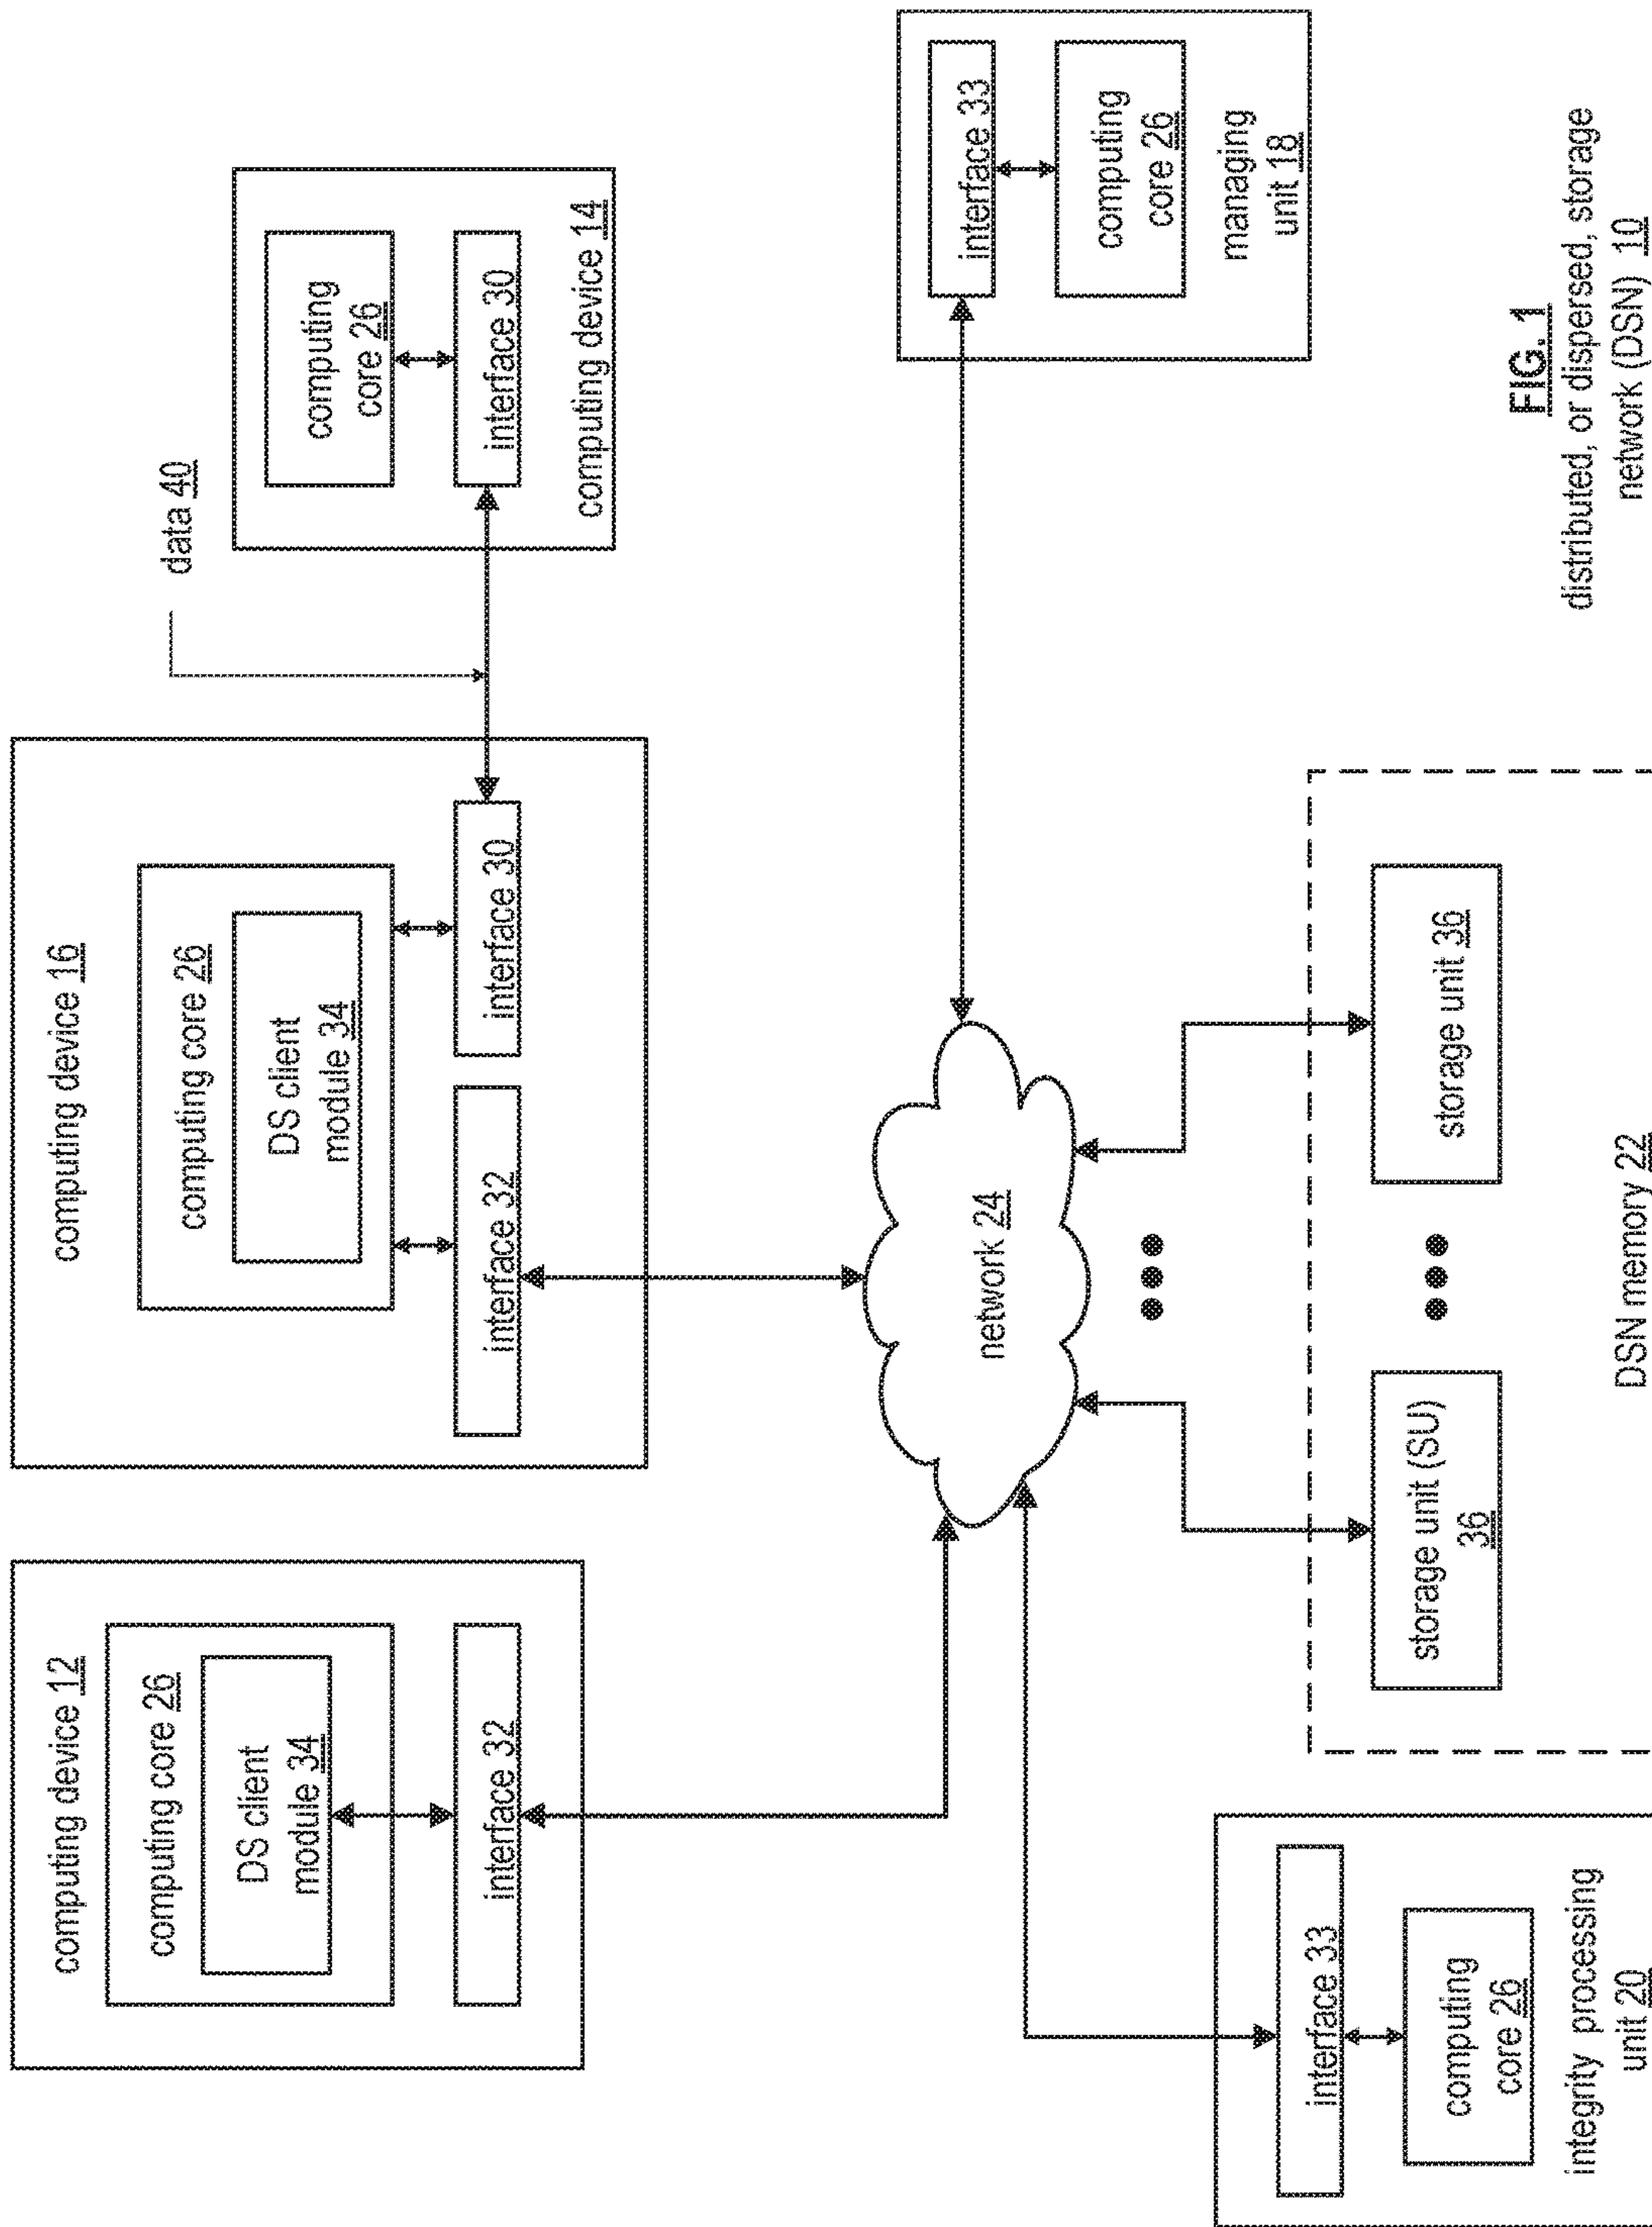 computing device 12
computing core 26
DS client
module 34
interface 32
computing device 16
computing core 26
DS client
module 34
interface 32
interface 30
data 40
computing
core 26
interface 30
computing device 14
network 24
interface 33
computing
core 26
managing
unit 18
interface 33
computing
core 26
integrity processing
unit 20
storage unit (SU)
36
storage unit 36
DSN memory 22
FIG. 1
distributed, or dispersed, storage
network (DSN) 10